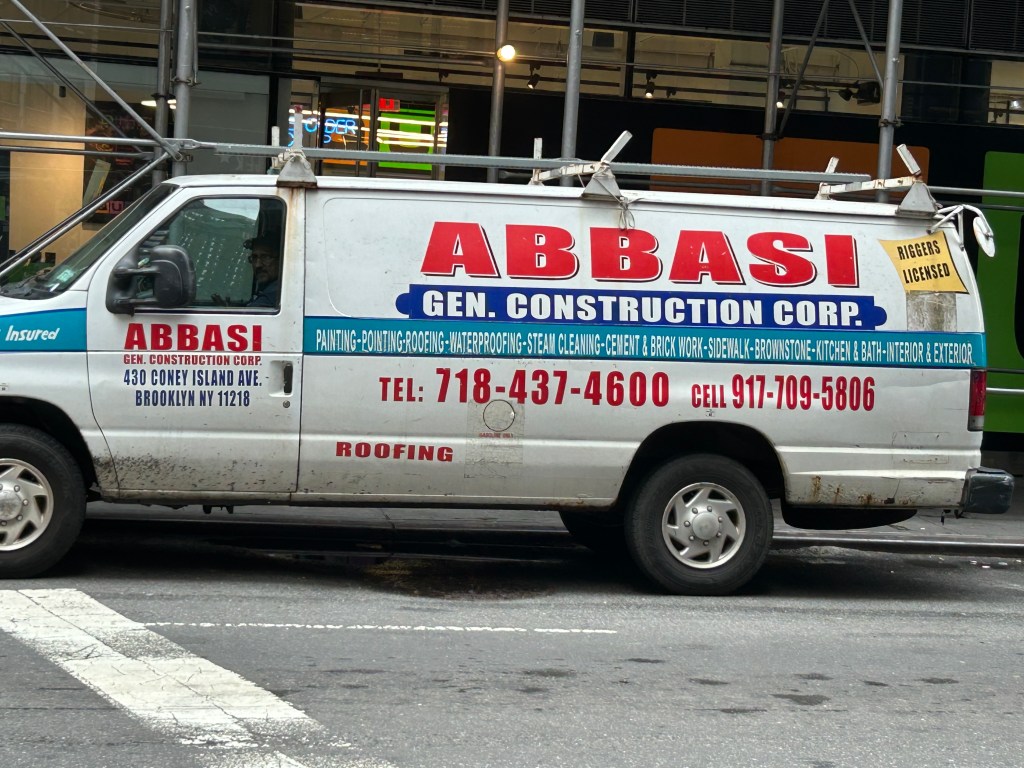 ABBASI
GEN. CONSTRUCTION CORP.
RIGGERS
LICENSED
PAINTING-POINTING-ROOFING-WATERPROOFING-STEAM CLEANING-CEMENT & BRICK WORK-SIDEWALK-BROWNSTONE-KITCHEN & BATH-INTERIOR & EXTERIOR
TEL: 718-437-4600 CELL 917-709-5806
ROOFING
Insured
ABBASI
GEN. CONSTRUCTION CORP.
430 CONEY ISLAND AVE.
BROOKLYN NY 11218